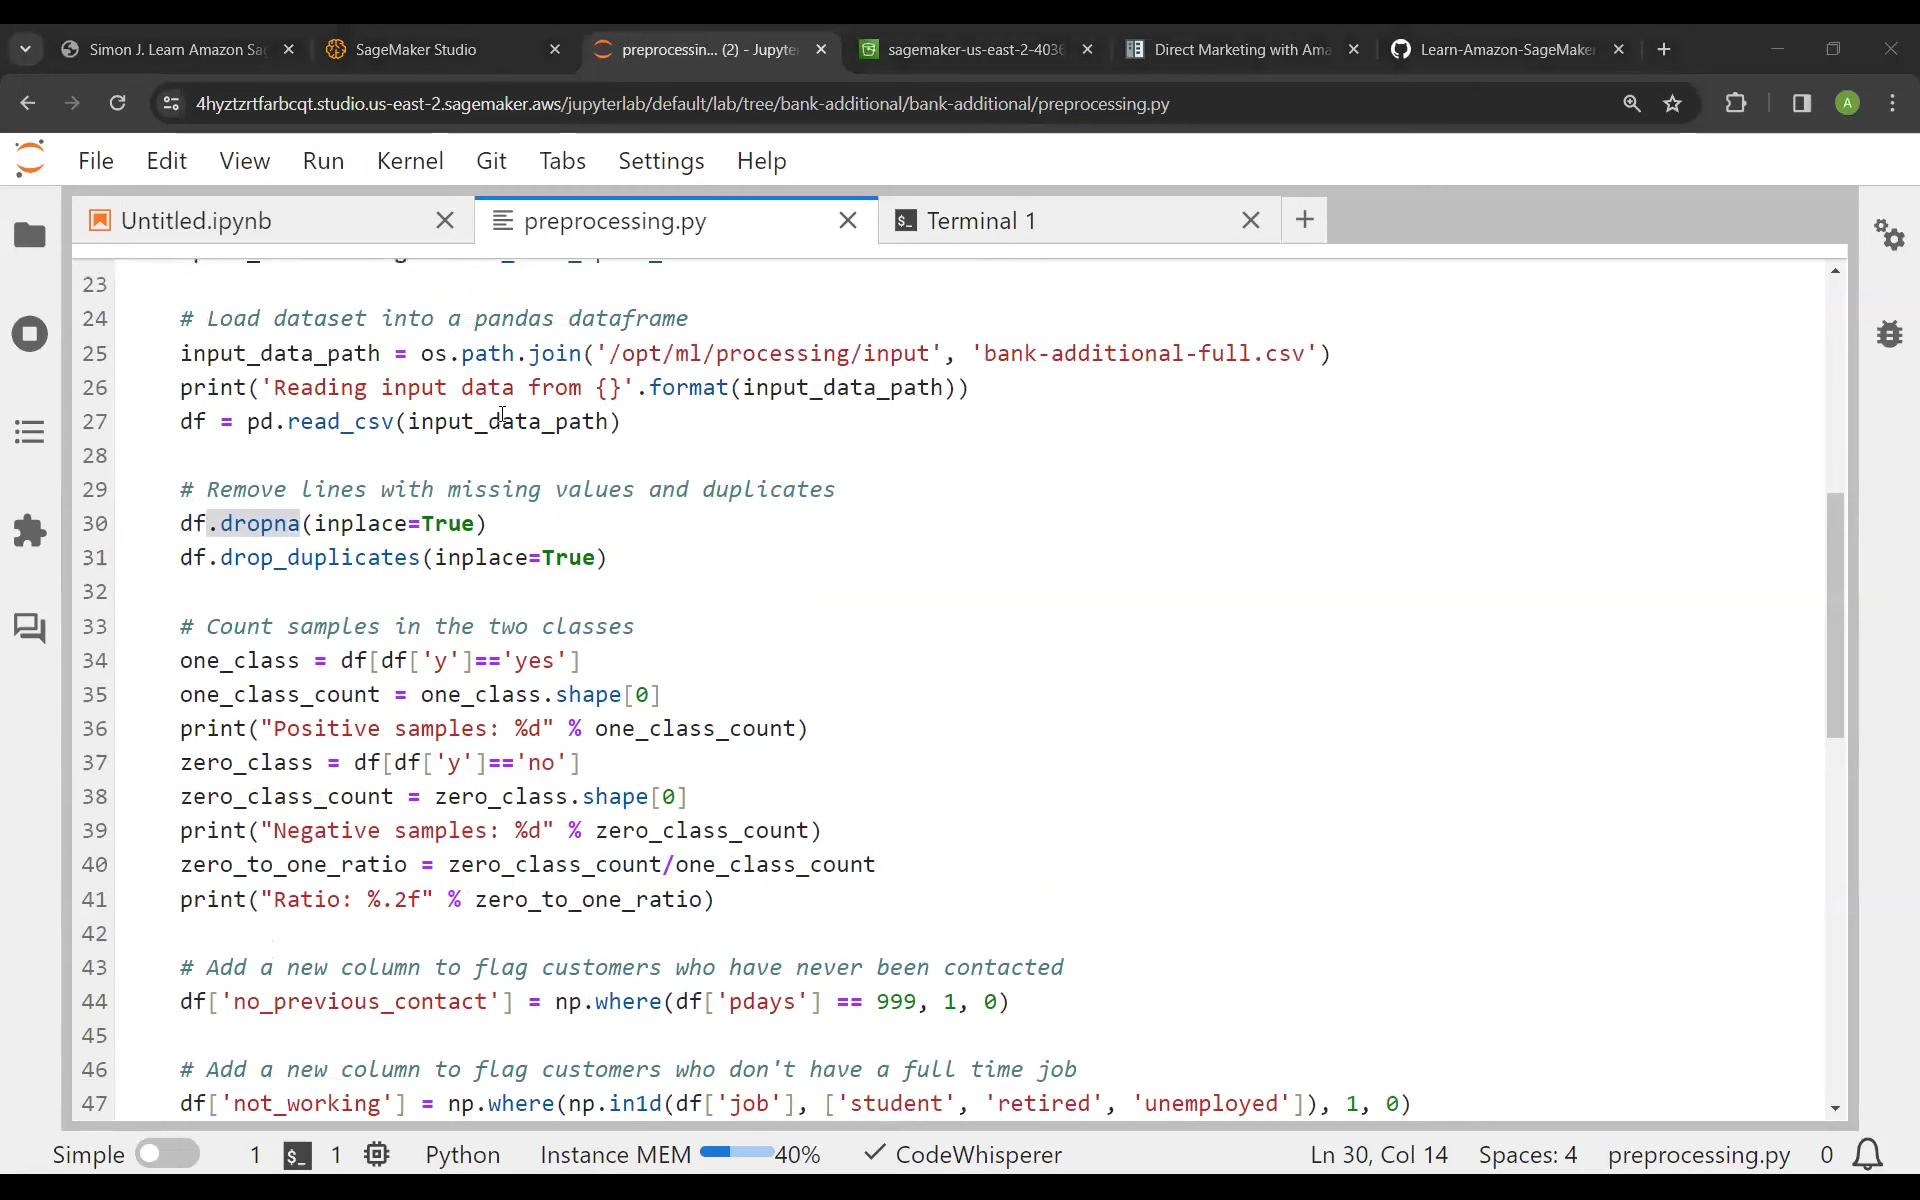 Simon J. Learn Amazon Sa
SageMaker Studio
preprocessin... (2) - Jupyte
sagemaker-us-east-2-4036
Direct Marketing with Ama
Learn-Amazon-SageMaker
4hyztzrtfarbcqt.studio.us-east-2.sagemaker.aws/jupyterlab/default/lab/tree/bank-additional/bank-additional/preprocessing.py
A
File Edit View Run Kernel Git Tabs Settings Help
Untitled.ipynb
preprocessing.py
Terminal 1
23
24 # Load dataset into a pandas dataframe
25 input_data_path = os.path.join('/opt/ml/processing/input', 'bank-additional-full.csv')
26 print('Reading input data from {}'.format(input_data_path))
27 df = pd.read_csv(input_data_path)
28
29 # Remove lines with missing values and duplicates
30 df.dropna(inplace=True)
31 df.drop_duplicates(inplace=True)
32
33 # Count samples in the two classes
34 one_class = df[df['y']=='yes']
35 one_class_count = one_class.shape[0]
36 print("Positive samples: %d" % one_class_count)
37 zero_class = df[df['y']=='no']
38 zero_class_count = zero_class.shape[0]
39 print("Negative samples: %d" % zero_class_count)
40 zero_to_one_ratio = zero_class_count/one_class_count
41 print("Ratio: %.2f" % zero_to_one_ratio)
42
43 # Add a new column to flag customers who have never been contacted
44 df['no_previous_contact'] = np.where(df['pdays'] == 999, 1, 0)
45
46 # Add a new column to flag customers who don't have a full time job
47 df['not_working'] = np.where(np.in1d(df['job'], ['student', 'retired', 'unemployed']), 1, 0)
Simple 1 $_ 1 Python Instance MEM 40% CodeWhisperer Ln 30, Col 14 Spaces: 4 preprocessing.py 0